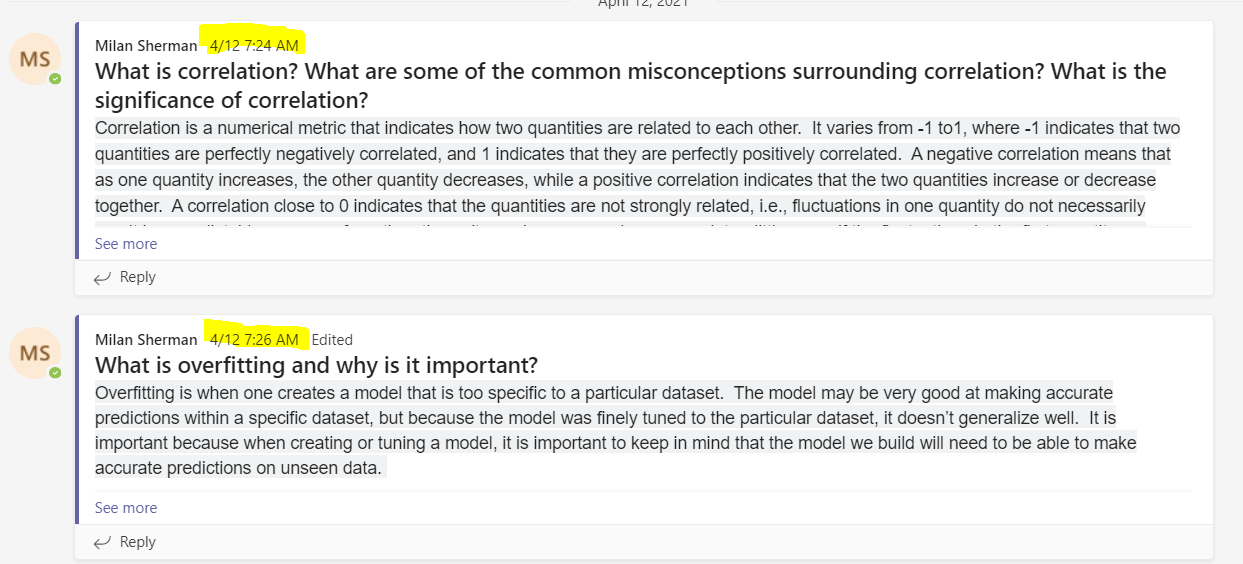 April 12, 2021
MS
Milan Sherman 4/12 7:24 AM
What is correlation? What are some of the common misconceptions surrounding correlation? What is the
significance of correlation?
Correlation is a numerical metric that indicates how two quantities are related to each other.  It varies from -1 to1, where -1 indicates that two
quantities are perfectly negatively correlated, and 1 indicates that they are perfectly positively correlated.  A negative correlation means that
as one quantity increases, the other quantity decreases, while a positive correlation indicates that the two quantities increase or decrease
together.  A correlation close to 0 indicates that the quantities are not strongly related, i.e., fluctuations in one quantity do not necessarily
See more
Reply
MS
Milan Sherman 4/12 7:26 AM Edited
What is overfitting and why is it important?
Overfitting is when one creates a model that is too specific to a particular dataset.  The model may be very good at making accurate
predictions within a specific dataset, but because the model was finely tuned to the particular dataset, it doesn't generalize well.  It is
important because when creating or tuning a model, it is important to keep in mind that the model we build will need to be able to make
accurate predictions on unseen data.
See more
Reply